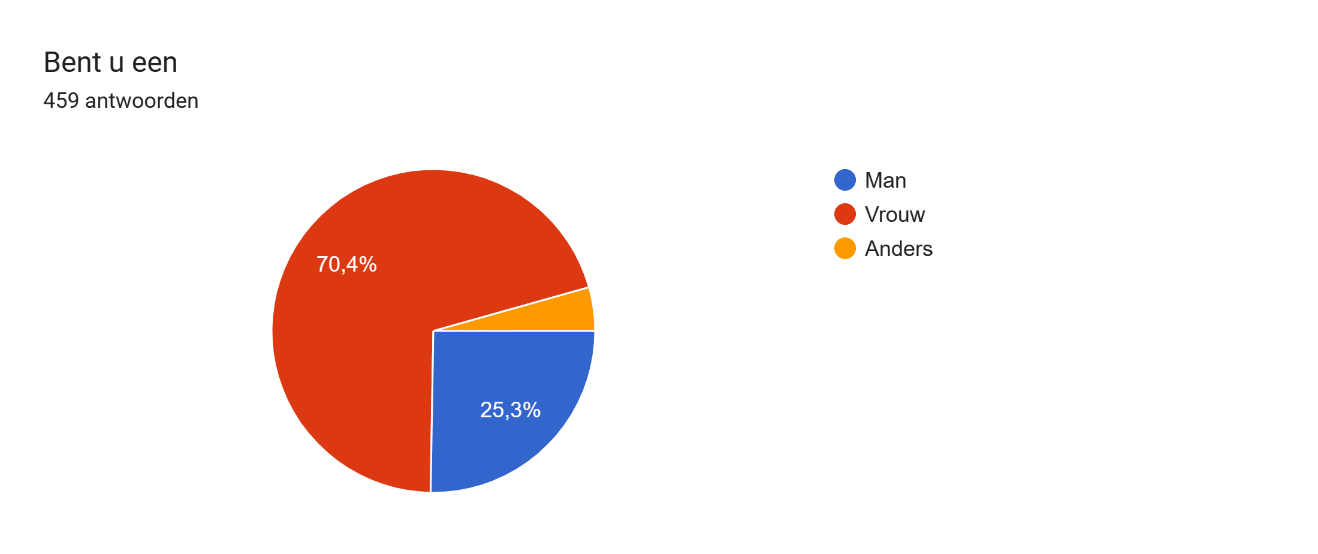 Bent u een
459 antwoorden
Man
Vrouw
Anders
70,4%
25,3%